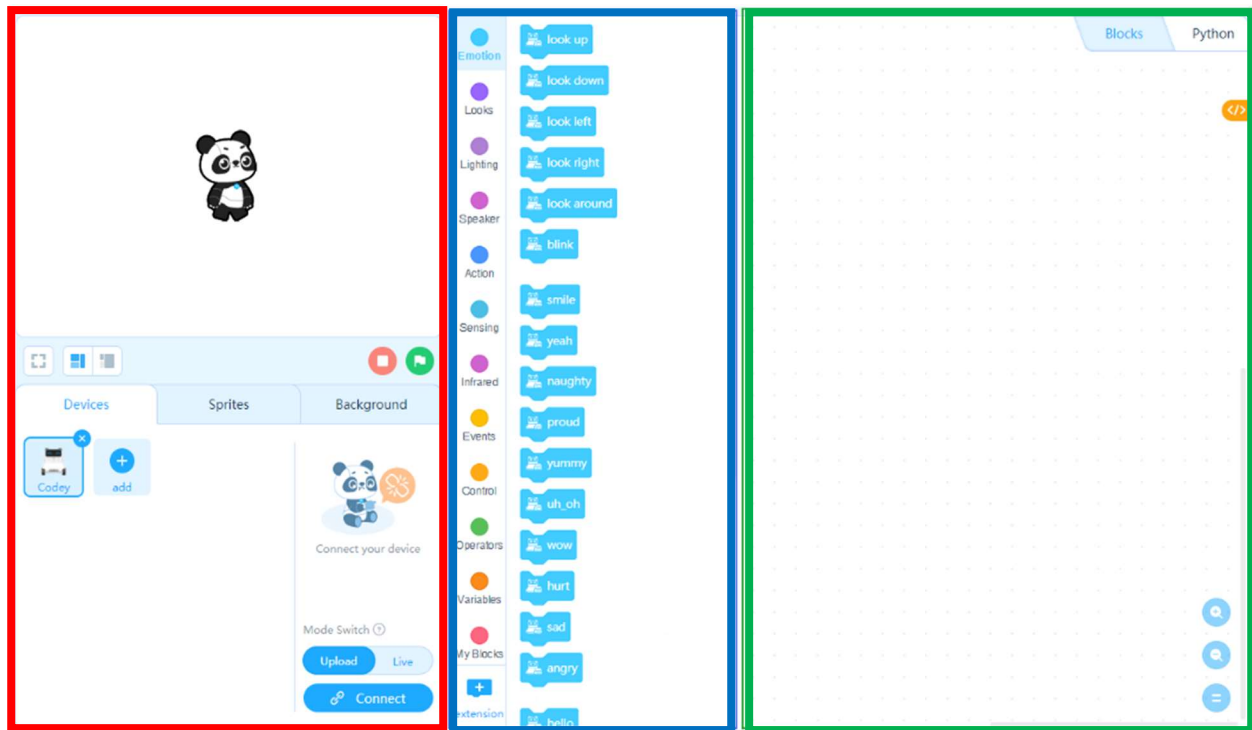 Devices
Sprites
Background
Codey
add
Connect your device
Mode Switch ?
Upload
Live
Connect
Emotion
Looks
Lighting
Speaker
Action
Sensing
Infrared
Events
Control
Operators
Variables
My Blocks
extension
look up
look down
look left
look right
look around
blink
smile
yeah
naughty
proud
yummy
uh_oh
wow
hurt
sad
angry
hello
Blocks
Python
</>